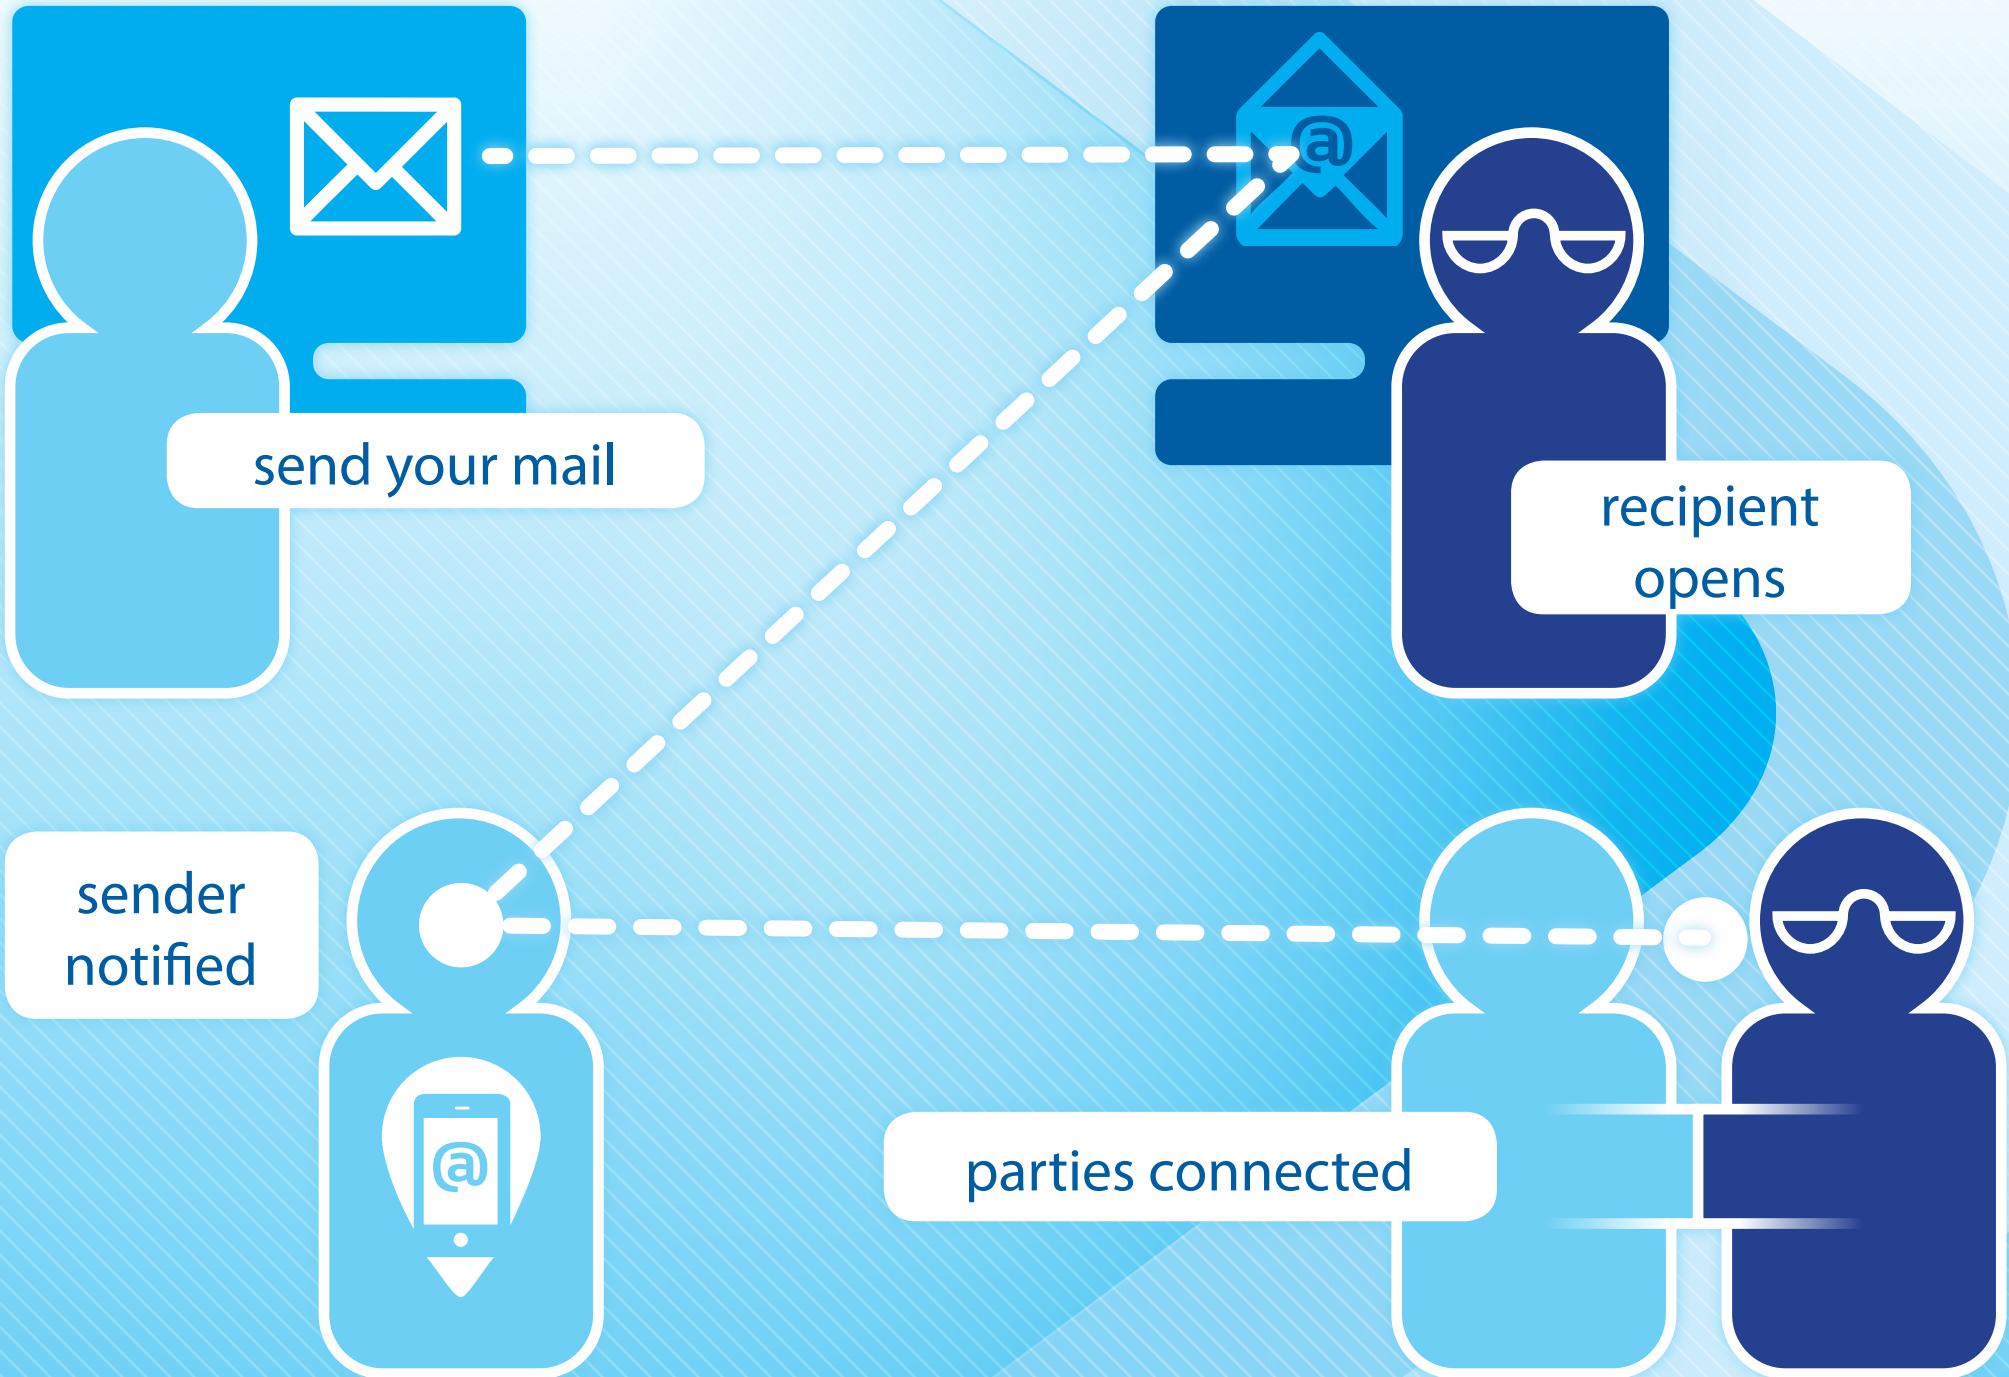 @
send your mail
recipient
opens
sender
notified
@
parties connected